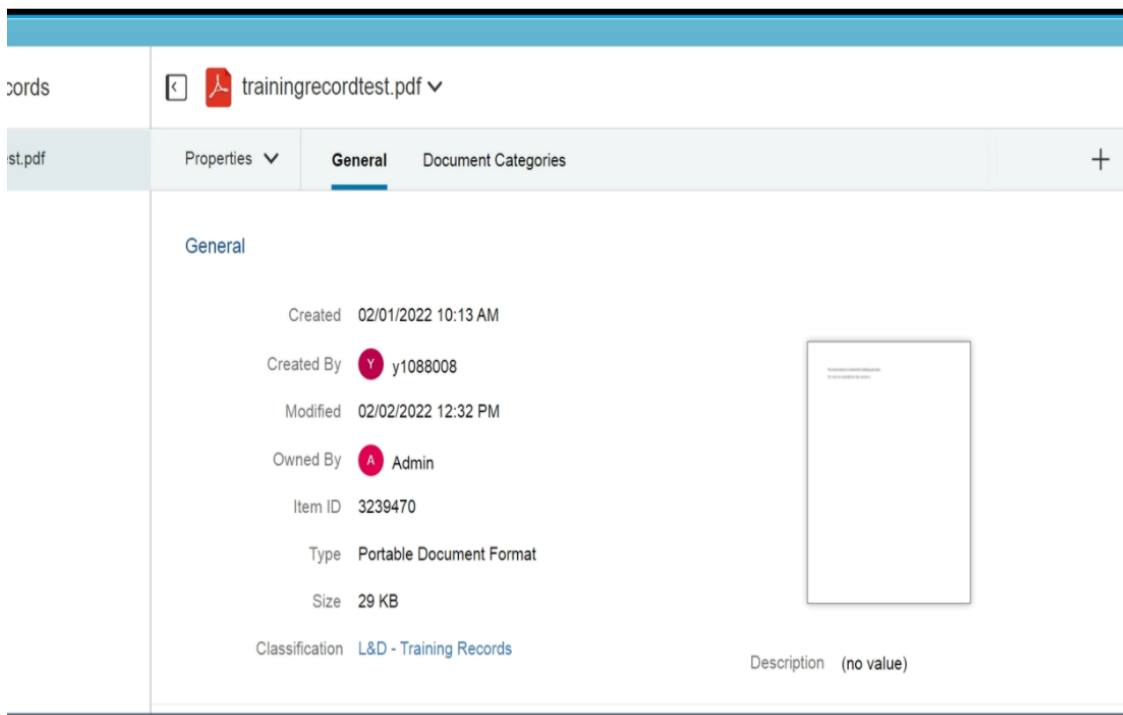 cords
trainingrecordtest.pdf
est.pdf
Properties General Document Categories
General
Created 02/01/2022 10:13 AM
Created By Y y1088008
Modified 02/02/2022 12:32 PM
Owned By A Admin
Item ID 3239470
Type Portable Document Format
Size 29 KB
Classification L&D - Training Records
Description (no value)